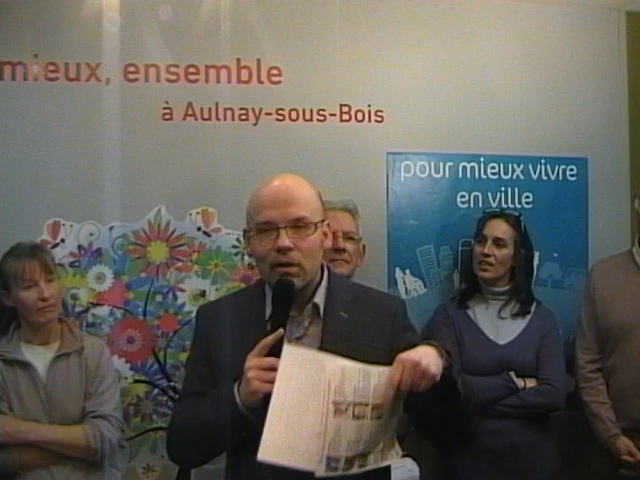 mieux, ensemble
à Aulnay-sous-Bois
pour mieux vivre
en ville